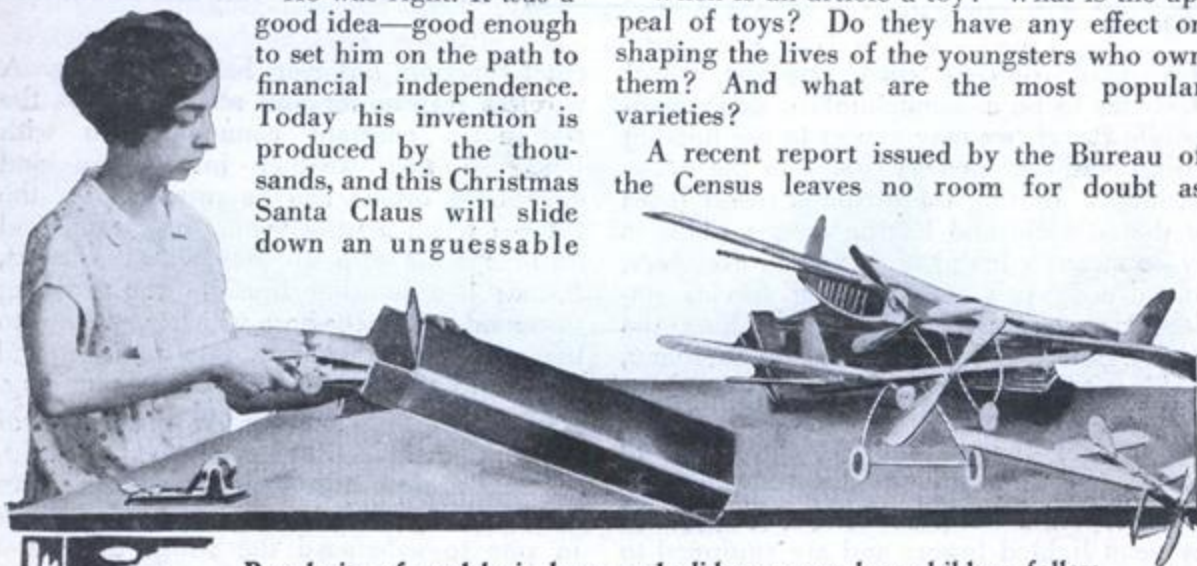 good idea—good enough
to set him on the path to
financial independence.
Today his invention is
produced by the thou-
sands, and this Christmas
Santa Claus will slide
down an unguessable
peal of toys? Do they have any effect on
shaping the lives of the youngsters who own
them? And what are the most popular
varieties?
A recent report issued by the Bureau of
the Census leaves no room for doubt as